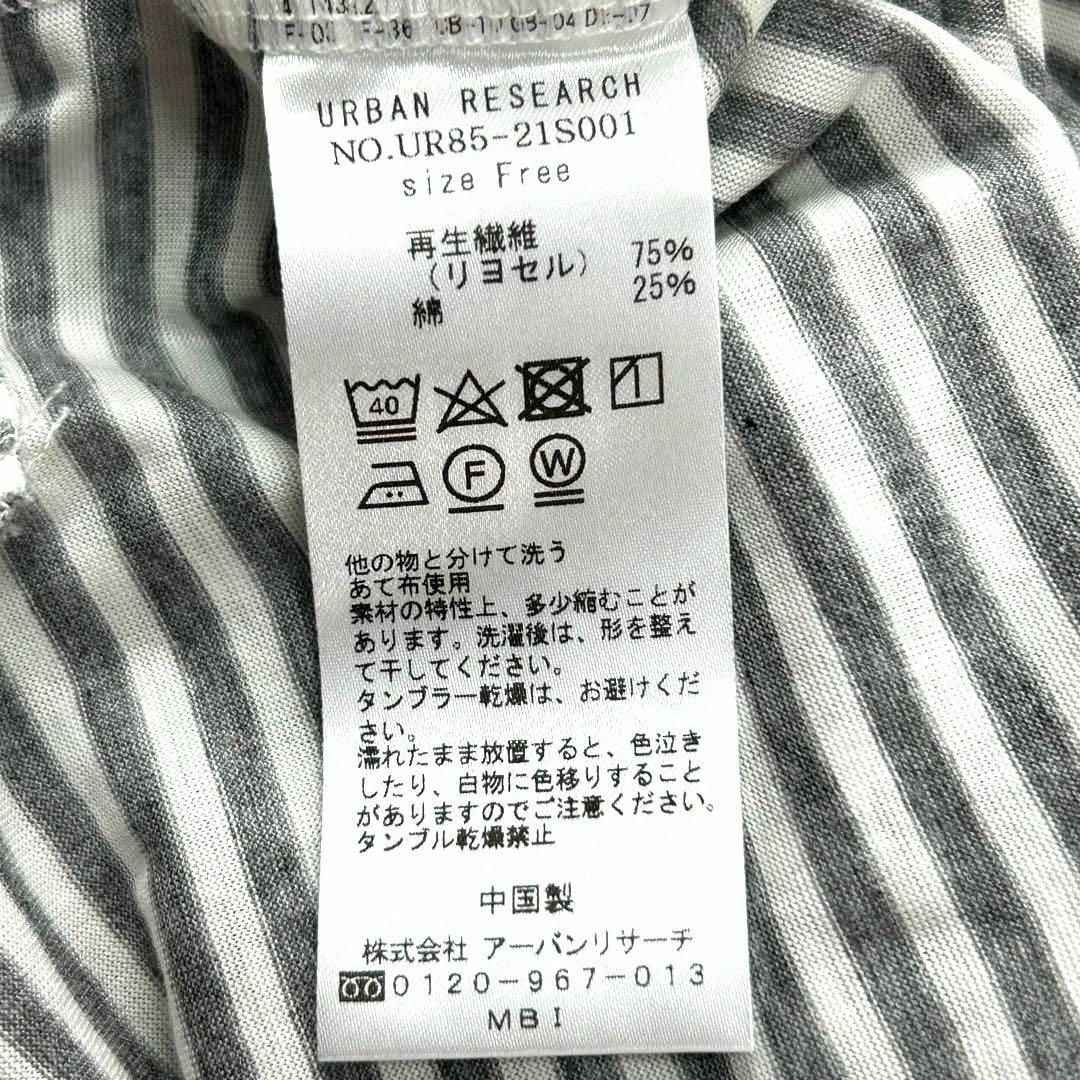 URBAN RESEARCH
NO.UR85-21S001
size Free
再生繊維
(リヨセル) 75%
綿 25%
40
F W
他の物と分けて洗う
あて布使用
素材の特性上、多少縮むことが
あります。洗濯後は、形を整え
て干してください。
タンブラー乾燥は、お避けくだ
さい。
濡れたまま放置すると、色泣き
したり、白物に色移りすること
がありますのでご注意ください。
タンブル乾燥禁止
中国製
株式会社 アーバンリサーチ
0120-967-013
MBI